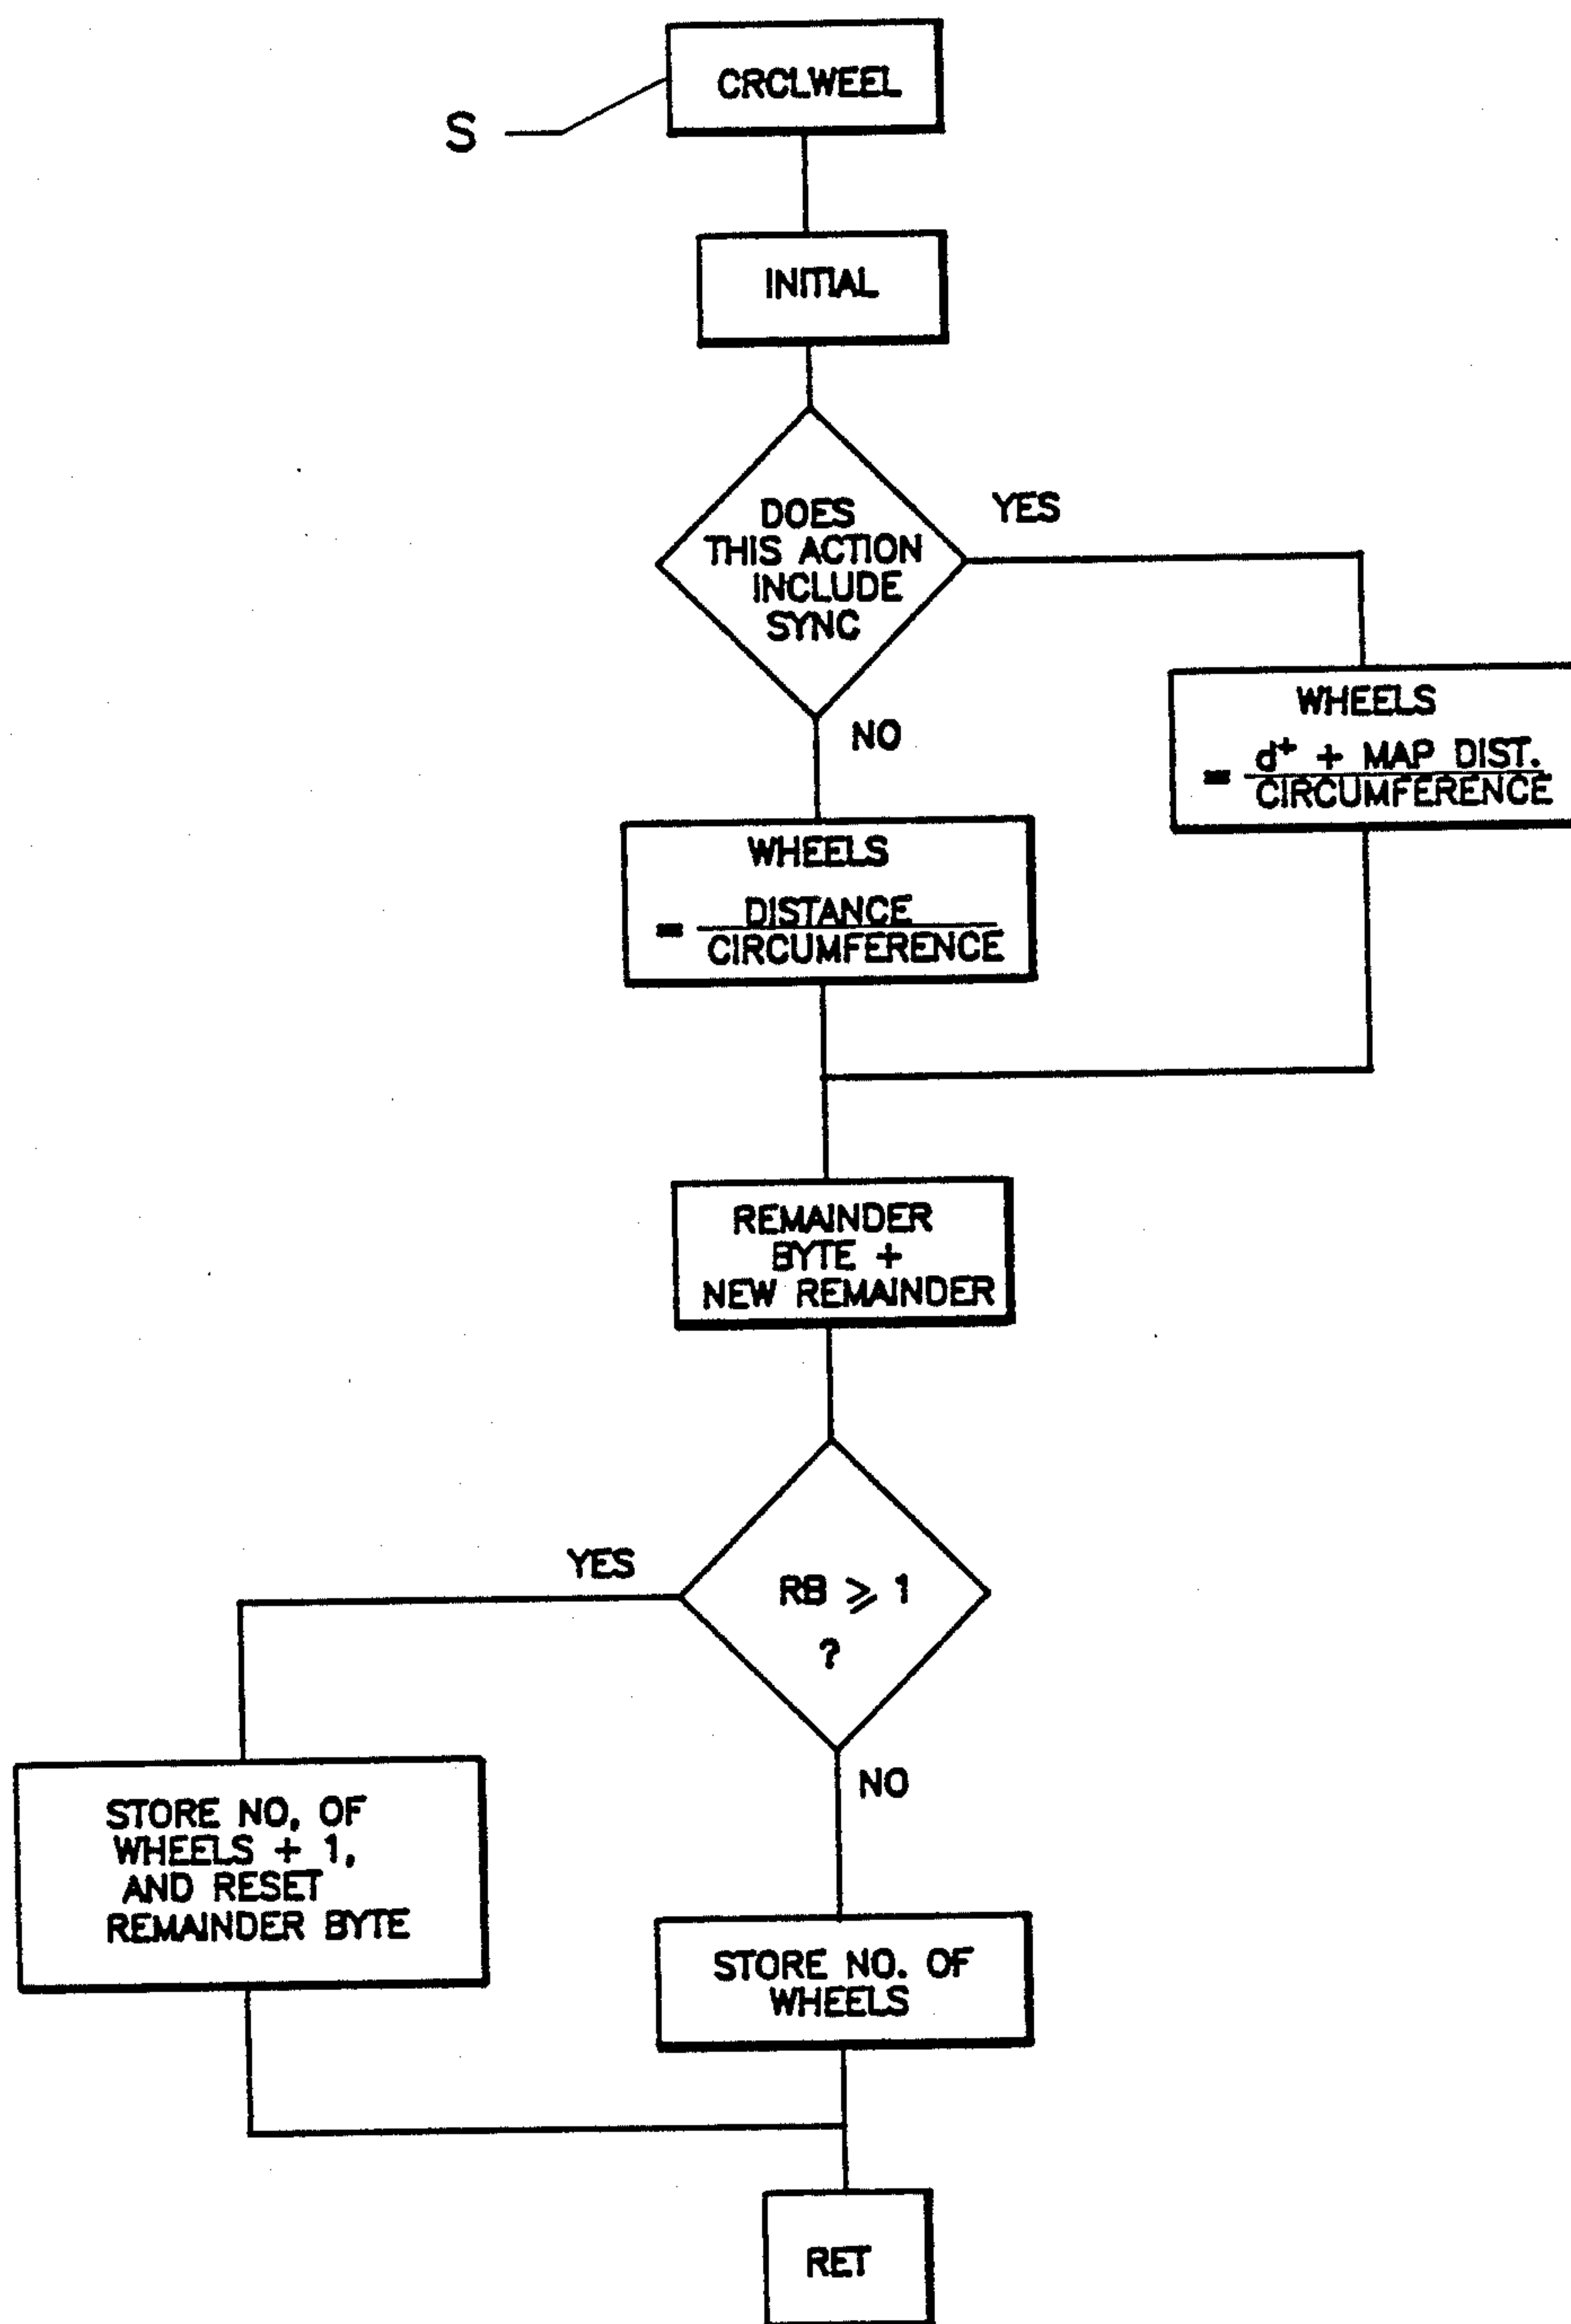 CRCLWEEL
S
INITIAL
DOES
THIS ACTION
INCLUDE
SYNC
YES
NO
WHEELS
= d⁺ + MAP DIST.
CIRCUMFERENCE
WHEELS
= DISTANCE
CIRCUMFERENCE
REMAINDER
BYTE +
NEW REMAINDER
YES
RB ⩾ 1
?
NO
STORE NO. OF
WHEELS + 1,
AND RESET
REMAINDER BYTE
STORE NO. OF
WHEELS
RET